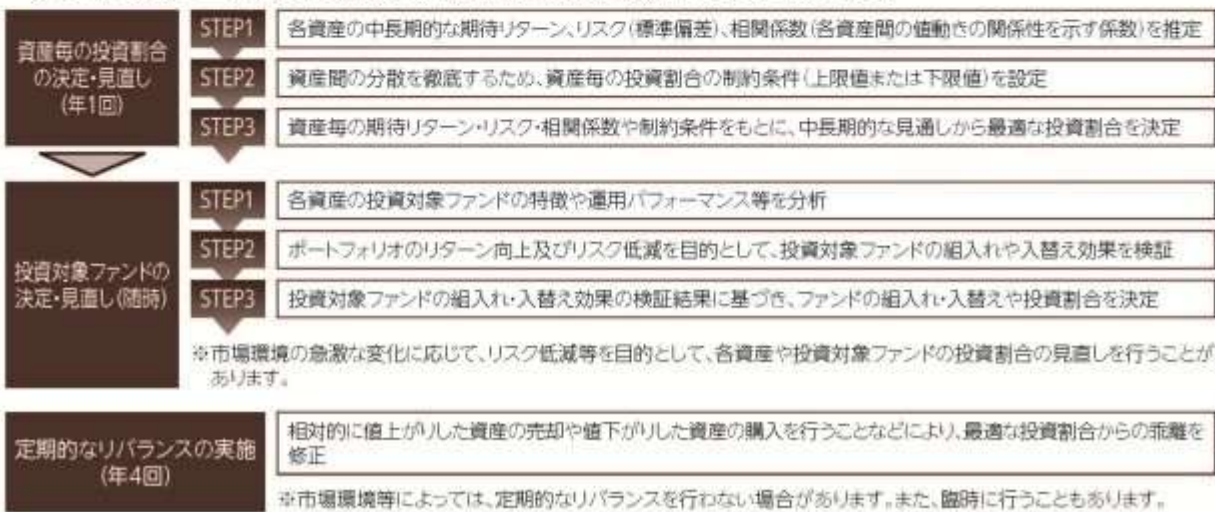 資産毎の投資割合
の決定・見直し
(年1回)
STEP1
各資産の中長期的な期待リターン、リスク(標準偏差)、相関係数(各資産間の値動きの関係性を示す係数)を推定
STEP2
資産間の分散を徹底するため、資産毎の投資割合の制約条件(上限値または下限値)を設定
STEP3
資産毎の期待リターン・リスク・相関係数や制約条件をもとに、中長期的な見通しから最適な投資割合を決定
投資対象ファンドの
決定・見直し(随時)
STEP1
各資産の投資対象ファンドの特徴や運用パフォーマンス等を分析
STEP2
ポートフォリオのリターン向上及びリスク低減を目的として、投資対象ファンドの組入れや入替え効果を検証
STEP3
投資対象ファンドの組入れ・入替え効果の検証結果に基づき、ファンドの組入れ・入替えや投資割合を決定
※市場環境の急激な変化に応じて、リスク低減等を目的として、各資産や投資対象ファンドの投資割合の見直しを行うことが
あります。
定期的なリバランスの実施
(年4回)
相対的に値上がりした資産の売却や値下がりした資産の購入を行うことなどにより、最適な投資割合からの乖離を
修正
※市場環境等によっては、定期的なリバランスを行わない場合があります。また、臨時に行うこともあります。